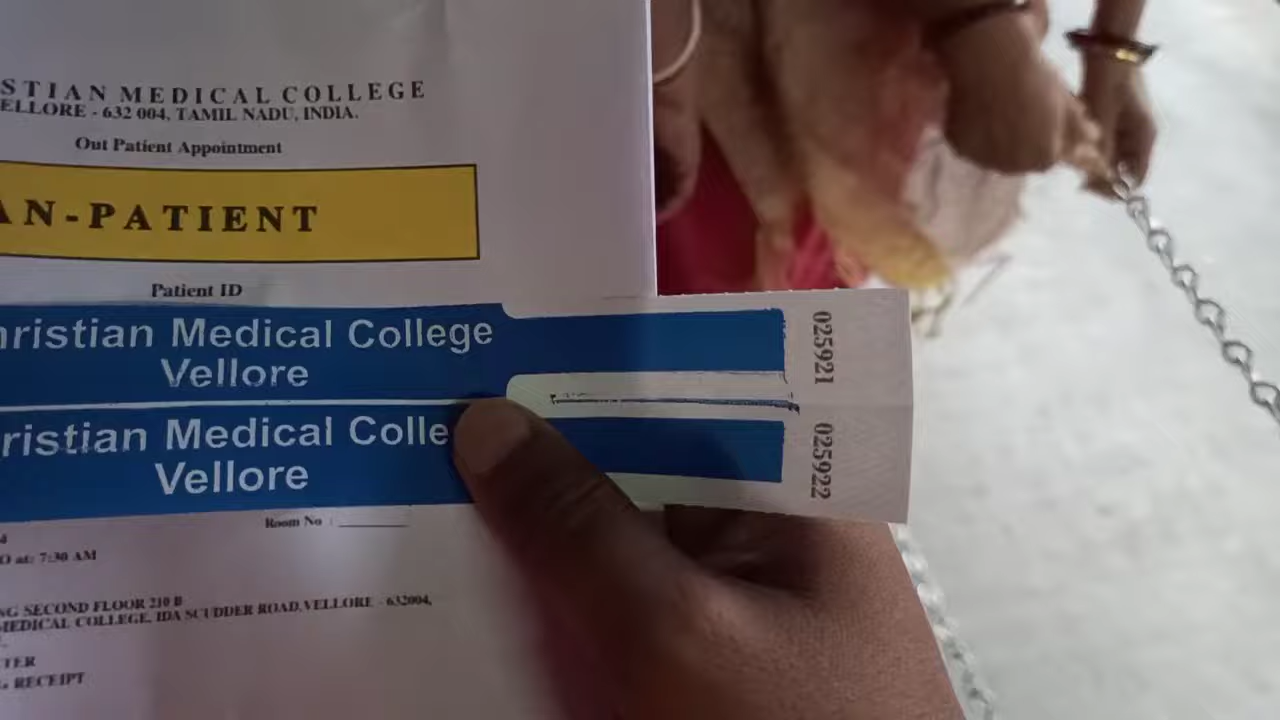 STIAN MEDICAL COLLEGE
ELLORE - 632 004, TAMIL NADU, INDIA.
Out Patient Appointment
AN-PATIENT
Patient ID
hristian Medical College
Vellore
025921
ristian Medical Colle
Vellore
025922
Room No : ______
4
O at: 7:30 AM
NG SECOND FLOOR 210 B
MEDICAL COLLEGE, IDA SCUDDER ROAD, VELLORE - 632004,
TER
G RECEIPT